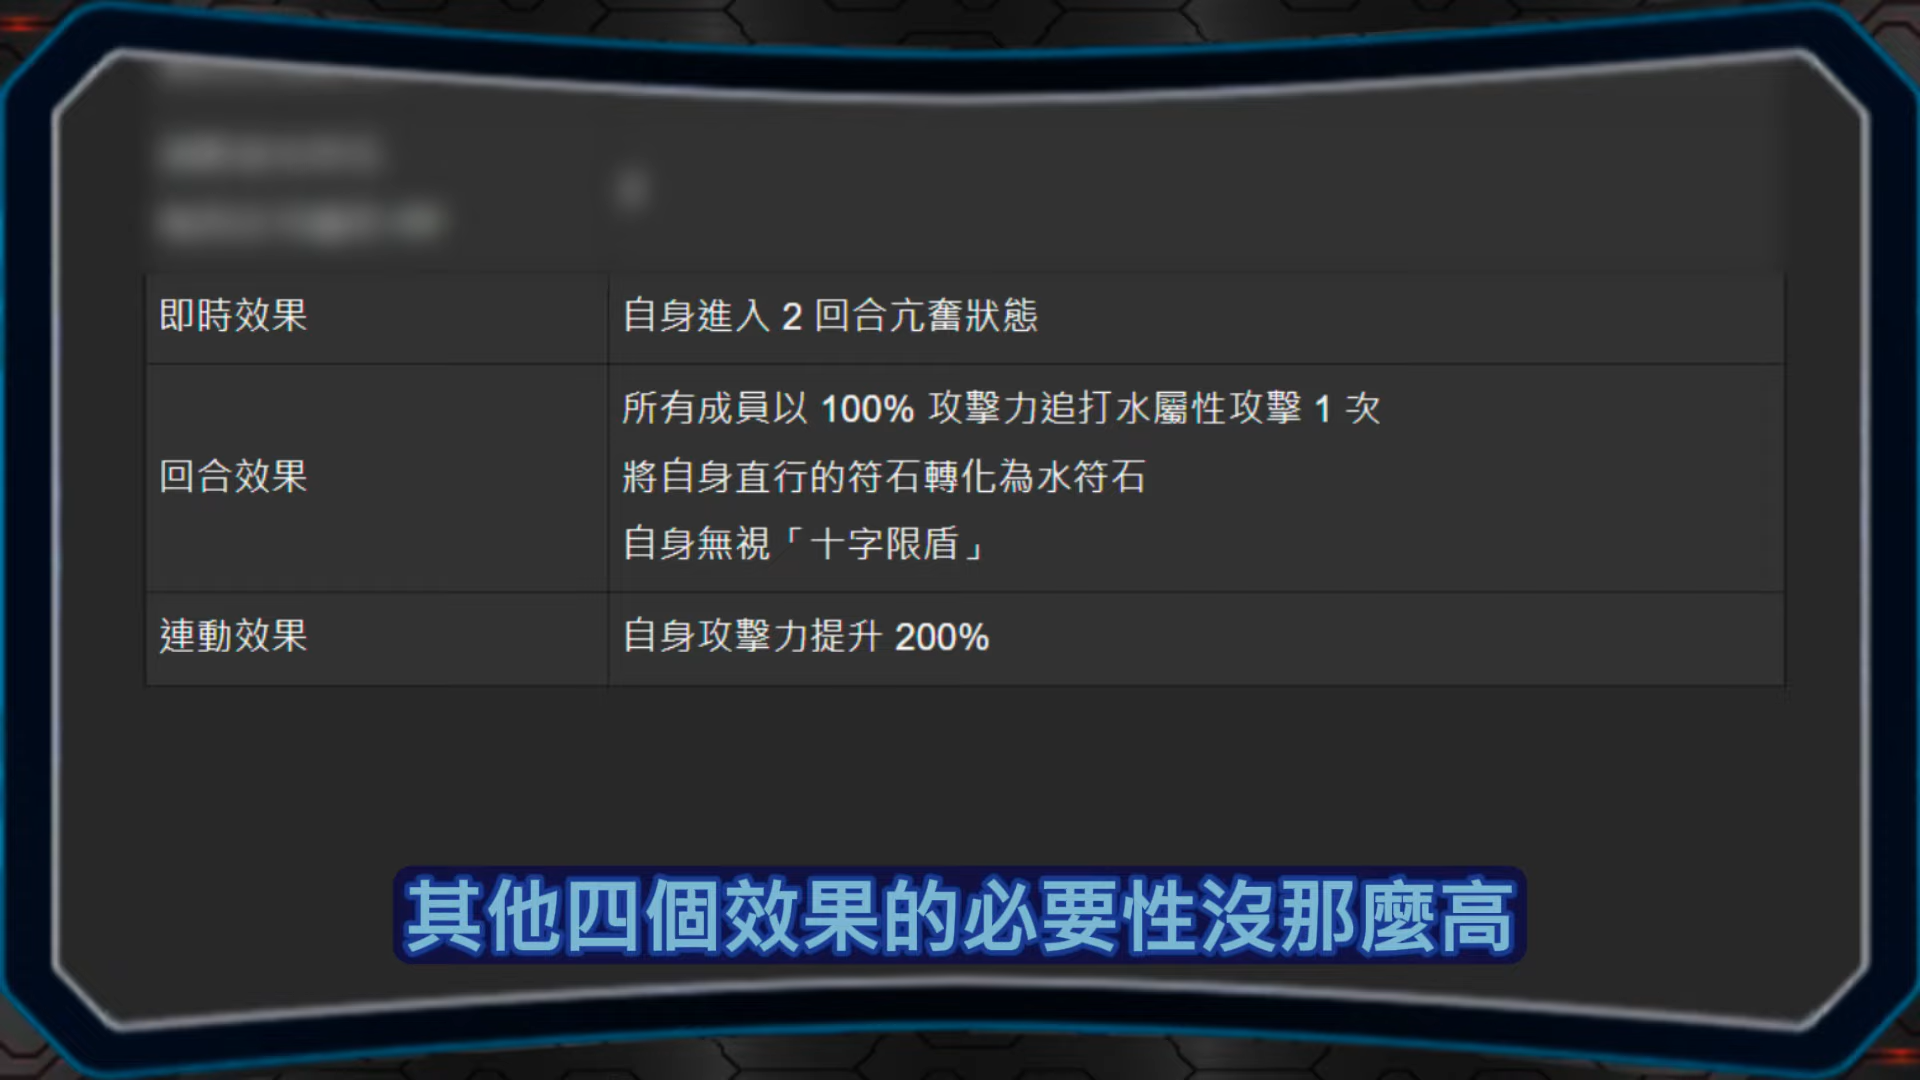 即時效果
自身進入 2 回合亢奮狀態
回合效果
所有成員以 100% 攻擊力追打水屬性攻擊 1 次
將自身直行的符石轉化為水符石
自身無視「十字限盾」
連動效果
自身攻擊力提升 200%
其他四個效果的必要性沒那麼高